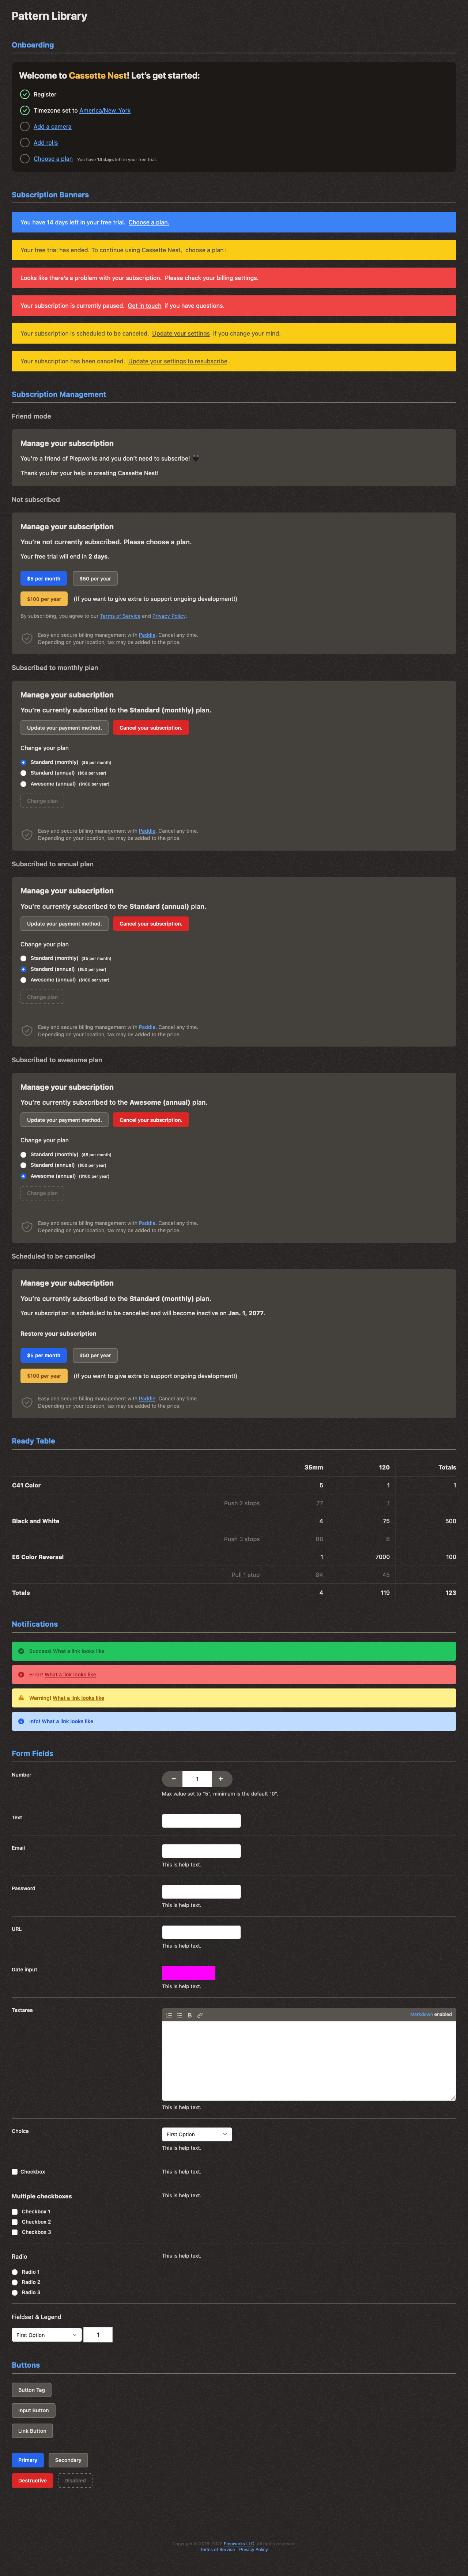 Pattern Library
Onboarding
Welcome to Cassette Nest! Let's get started:
Register
Timezone set to America/New_York
Add a camera
Add rolls
Choose a plan You have 14 days left in your free trial.
Subscription Banners
You have 14 days left in your free trial. Choose a plan.
Your free trial has ended. To continue using Cassette Nest, choose a plan!
Looks like there's a problem with your subscription. Please check your billing settings.
Your subscription is currently paused. Get in touch if you have questions.
Your subscription is scheduled to be canceled. Update your settings if you change your mind.
Your subscription has been cancelled. Update your settings to resubscribe.
Subscription Management
Friend mode
Manage your subscription
You're a friend of Piepworks and you don't need to subscribe! 🖤
Thank you for your help in creating Cassette Nest!
Not subscribed
Manage your subscription
You're not currently subscribed. Please choose a plan.
Your free trial will end in 2 days.
$5 per month $50 per year
$100 per year (If you want to give extra to support ongoing development!)
By subscribing, you agree to our Terms of Service and Privacy Policy.
Easy and secure billing management with Paddle. Cancel any time.
Depending on your location, tax may be added to the price.
Subscribed to monthly plan
Manage your subscription
You're currently subscribed to the Standard (monthly) plan.
Update your payment method. Cancel your subscription.
Change your plan
Standard (monthly) ($5 per month)
Standard (annual) ($50 per year)
Awesome (annual) ($100 per year)
Change plan
Easy and secure billing management with Paddle. Cancel any time.
Depending on your location, tax may be added to the price.
Subscribed to annual plan
Manage your subscription
You're currently subscribed to the Standard (annual) plan.
Update your payment method. Cancel your subscription.
Change your plan
Standard (monthly) ($5 per month)
Standard (annual) ($50 per year)
Awesome (annual) ($100 per year)
Change plan
Easy and secure billing management with Paddle. Cancel any time.
Depending on your location, tax may be added to the price.
Subscribed to awesome plan
Manage your subscription
You're currently subscribed to the Awesome (annual) plan.
Update your payment method. Cancel your subscription.
Change your plan
Standard (monthly) ($5 per month)
Standard (annual) ($50 per year)
Awesome (annual) ($100 per year)
Change plan
Easy and secure billing management with Paddle. Cancel any time.
Depending on your location, tax may be added to the price.
Scheduled to be cancelled
Manage your subscription
You're currently subscribed to the Standard (monthly) plan.
Your subscription is scheduled to be cancelled and will become inactive on Jan. 1, 2077.
Restore your subscription
$5 per month $50 per year
$100 per year (If you want to give extra to support ongoing development!)
Easy and secure billing management with Paddle. Cancel any time.
Depending on your location, tax may be added to the price.
Ready Table
35mm 120 Totals
C41 Color 5 1 1
Push 2 stops 77 1
Black and White 4 75 500
Push 3 stops 88 8
E6 Color Reversal 1 7000 100
Pull 1 stop 64 45
Totals 4 119 123
Notifications
Success! What a link looks like
Error! What a link looks like
Warning! What a link looks like
Info! What a link looks like
Form Fields
Number
− 1 +
Max value set to "5", minimum is the default "0".
Text
Email
This is help text.
Password
This is help text.
URL
This is help text.
Date input
This is help text.
Textarea
B Markdown enabled
This is help text.
Choice
First Option
This is help text.
Checkbox This is help text.
Multiple checkboxes This is help text.
Checkbox 1
Checkbox 2
Checkbox 3
Radio This is help text.
Radio 1
Radio 2
Radio 3
Fieldset & Legend
First Option 1
Buttons
Button Tag
Input Button
Link Button
Primary Secondary
Destructive Disabled
Piepworks LLC. All rights reserved.
Terms of Service Privacy Policy